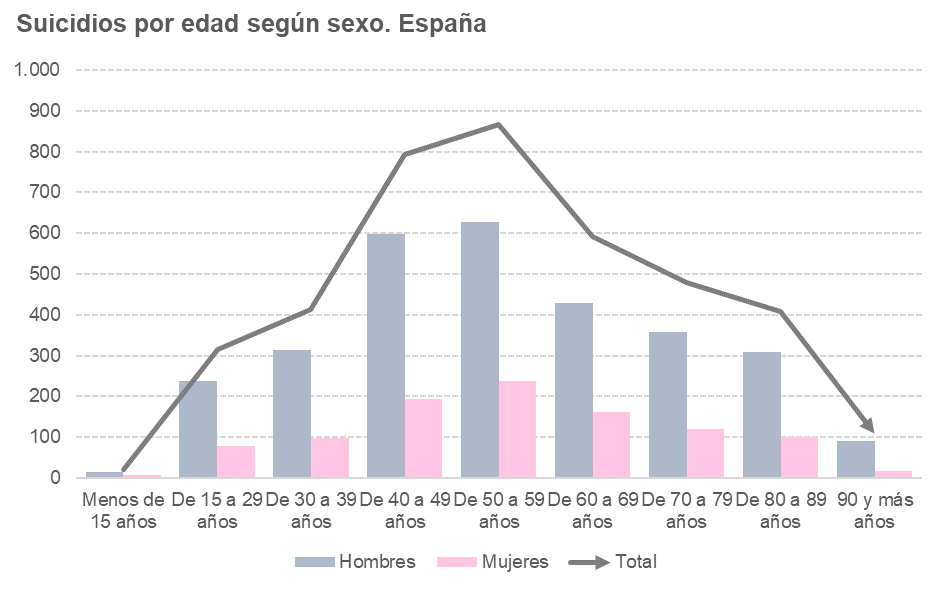 Suicidios por edad según sexo. España
1.000
900
800
700
600
500
400
300
200
100
0
Menos de 15 años
De 15 a 29 años
De 30 a 39 años
De 40 a 49 años
De 50 a 59 años
De 60 a 69 años
De 70 a 79 años
De 80 a 89 años
90 y más años
Hombres
Mujeres
Total